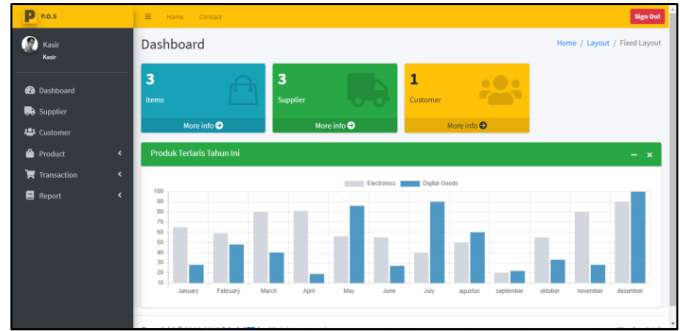 P P.O.S
Home Contact
Sign Out
Kasir
Kasir
Dashboard
Supplier
Customer
Product
Transaction
Report
Dashboard
Home / Layout / Fixed Layout
3
Items
More info
3
Supplier
More info
1
Customer
More info
Produk Terlaris Tahun Ini
Electronics Digital Goods
100
90
80
70
60
50
40
30
20
10
January February March April May June July agustus september oktober november desember